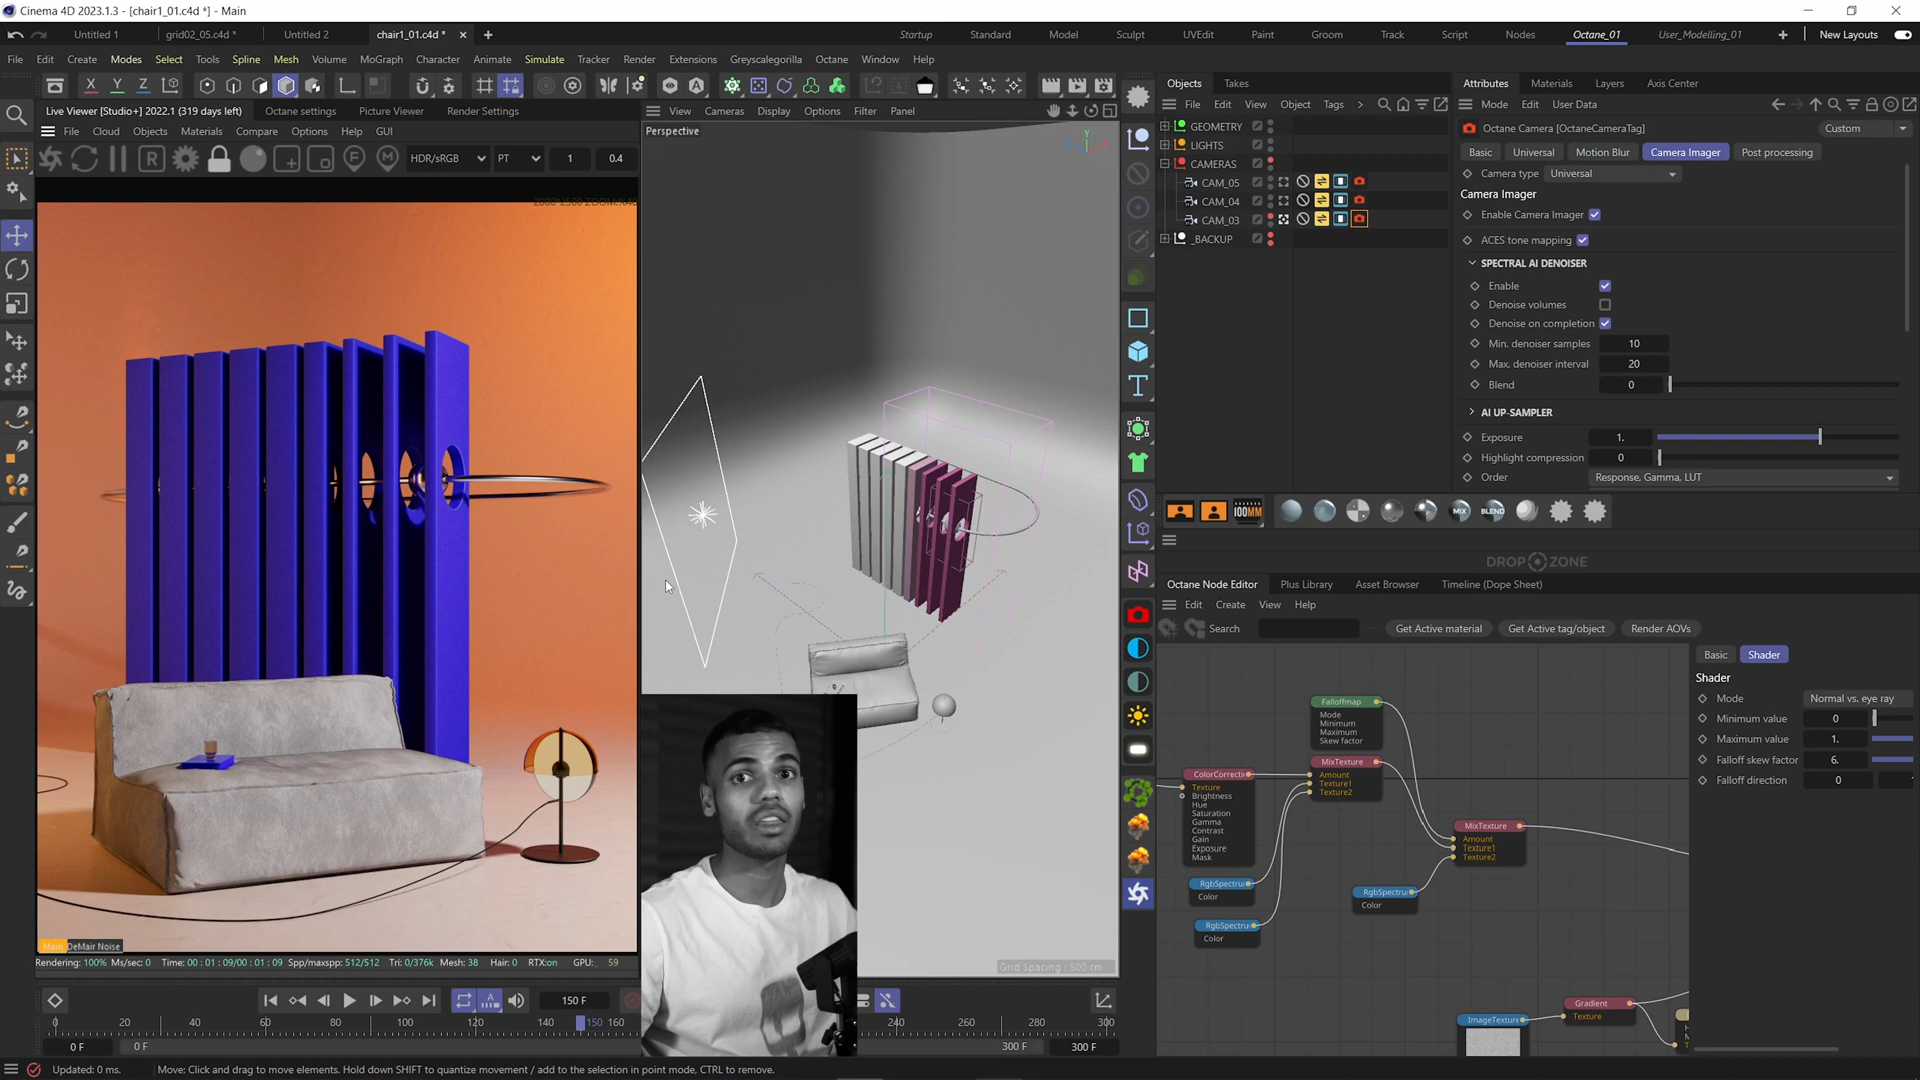 Cinema 4D 2023.1.3 - [chair1_01.c4d *] - Main
Untitled 1
grid02_05.c4d *
Untitled 2
chair1_01.c4d *
Startup
Standard
Model
Sculpt
UVEdit
Paint
Groom
Track
Script
Nodes
Octane_01
User_Modelling_01
New Layouts
File Edit Create Modes Select Tools Spline Mesh Volume MoGraph Character Animate Simulate Tracker Render Extensions Greyscalegorilla Octane Window Help
X Y Z
Live Viewer [Studio+] 2022.1 (319 days left)
Octane settings
Picture Viewer
Render Settings
File Cloud Objects Materials Compare Options Help GUI
HDR/sRGB
PT
1
0.4
View Cameras Display Options Filter Panel
Perspective
Grid Spacing : 500 cm
Main DeMair Noise
Rendering: 100% Ms/sec: 0 Time: 00 : 01 : 09/00 : 01 : 09 Spp/maxspp: 512/512 Tri: 0/376k Mesh: 38 Hair: 0 RTX:on GPU: 59
150 F
0 20 40 60 80 100 120 140 150 160 240 260 280 300
0 F
0 F
300 F
300 F
Updated: 0 ms.
Move: Click and drag to move elements. Hold down SHIFT to quantize movement / add to the selection in point mode, CTRL to remove.
Objects
Takes
File Edit View Object Tags
GEOMETRY
LIGHTS
CAMERAS
CAM_05
CAM_04
CAM_03
_BACKUP
Attributes
Materials
Layers
Axis Center
Mode Edit User Data
Octane Camera [OctaneCameraTag]
Custom
Basic
Universal
Motion Blur
Camera Imager
Post processing
Camera type
Universal
Camera Imager
Enable Camera Imager
ACES tone mapping
SPECTRAL AI DENOISER
Enable
Denoise volumes
Denoise on completion
Min. denoiser samples 10
Max. denoiser interval 20
Blend 0
AI UP-SAMPLER
Exposure 1.
Highlight compression 0
Order Response, Gamma, LUT
100MM
MIX
BLEND
DROP ZONE
Octane Node Editor
Plus Library
Asset Browser
Timeline (Dope Sheet)
Edit Create View Help
Search
Get Active material
Get Active tag/object
Render AOVs
Basic
Shader
Shader
Mode Normal vs. eye ray
Minimum value 0
Maximum value 1.
Falloff skew factor 6.
Falloff direction 0
Falloffmap
Mode
Minimum
Maximum
Skew factor
MixTexture
Amount
Texture1
Texture2
ColorCorrecti
Texture
Brightness
Hue
Saturation
Gamma
Contrast
Gain
Exposure
Mask
MixTexture
Amount
Texture1
Texture2
RgbSpectru
Color
RgbSpectru
Color
RgbSpectru
Color
Gradient
Texture
ImageTexture